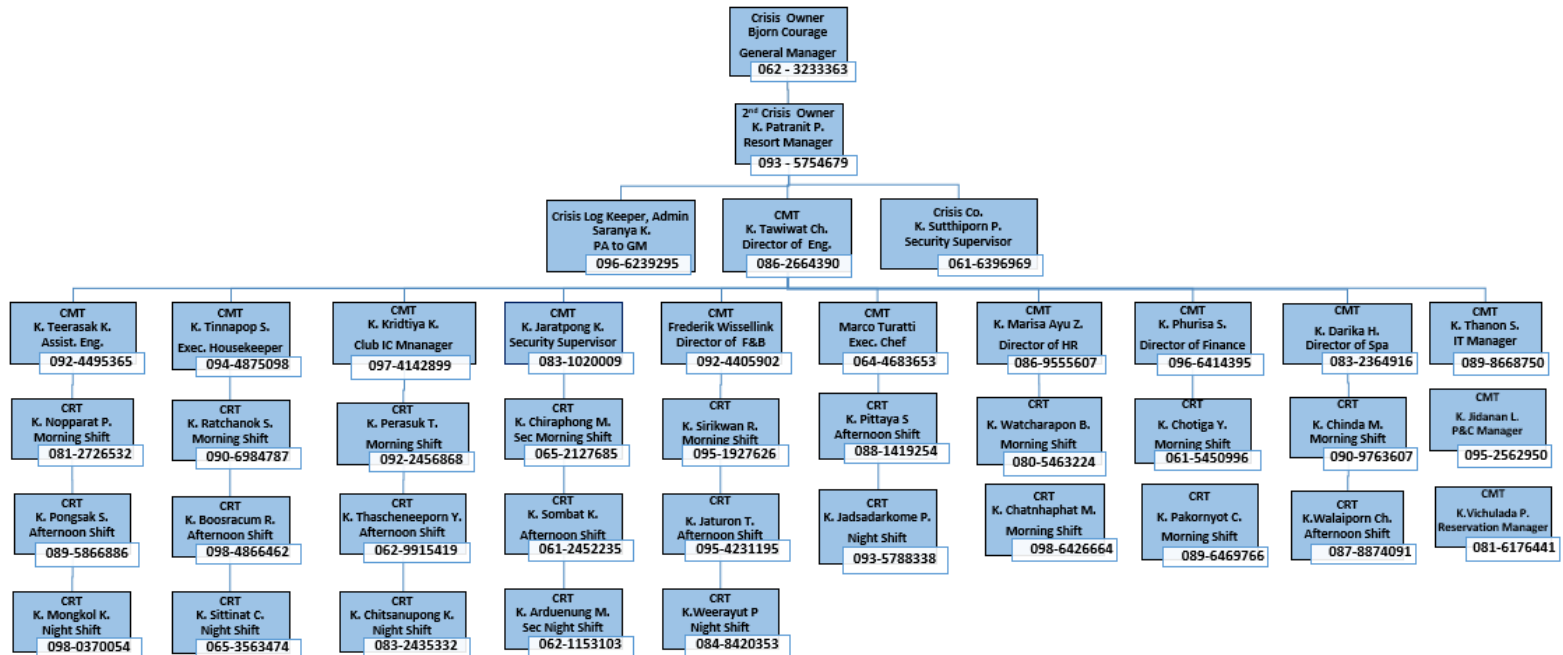 Crisis Owner
Bjorn Courage
General Manager
062 - 3233363
2nd Crisis Owner
K. Patranit P.
Resort Manager
093 - 5754679
Crisis Log Keeper, Admin
Saranya K.
PA to GM
096-6239295
CMT
K. Tawiwat Ch.
Director of Eng.
086-2664390
Crisis Co.
K. Sutthiporn P.
Security Supervisor
061-6396969
CMT
K. Teerasak K.
Assist. Eng.
092-4495365
CMT
K. Tinnapop S.
Exec. Housekeeper
094-4875098
CMT
K. Kridtiya K.
Club IC Mnanager
097-4142899
CMT
K. Jaratpong K.
Security Supervisor
083-1020009
CMT
Frederik Wissellink
Director of F&B
092-4405902
CMT
Marco Turatti
Exec. Chef
064-4683653
CMT
K. Marisa Ayu Z.
Director of HR
086-9555607
CMT
K. Phurisa S.
Director of Finance
096-6414395
CMT
K. Darika H.
Director of Spa
083-2364916
CMT
K. Thanon S.
IT Manager
089-8668750
CRT
K. Nopparat P.
Morning Shift
081-2726532
CRT
K. Ratchanok S.
Morning Shift
090-6984787
CRT
K. Perasuk T.
Morning Shift
092-2456868
CRT
K. Chiraphong M.
Sec Morning Shift
065-2127685
CRT
K. Sirikwan R.
Morning Shift
095-1927626
CRT
K. Pittaya S
Afternoon Shift
088-1419254
CRT
K. Watcharapon B.
Morning Shift
080-5463224
CRT
K. Chotiga Y.
Morning Shift
061-5450996
CRT
K. Chinda M.
Morning Shift
090-9763607
CMT
K. Jidanan L.
P&C Manager
095-2562950
CRT
K. Pongsak S.
Afternoon Shift
089-5866886
CRT
K. Boosracum R.
Afternoon Shift
098-4866462
CRT
K. Thascheneeporn Y.
Afternoon Shift
062-9915419
CRT
K. Sombat K.
Afternoon Shift
061-2452235
CRT
K. Jaturon T.
Afternoon Shift
095-4231195
CRT
K. Jadsadarkome P.
Night Shift
093-5788338
CRT
K. Chatnhaphat M.
Morning Shift
098-6426664
CRT
K. Pakornyot C.
Morning Shift
089-6469766
CRT
K.Walaiporn Ch.
Afternoon Shift
087-8874091
CMT
K.Vichulada P.
Reservation Manager
081-6176441
CRT
K. Mongkol K.
Night Shift
098-0370054
CRT
K. Sittinat C.
Night Shift
065-3563474
CRT
K. Chitsanupong K.
Night Shift
083-2435332
CRT
K. Arduenung M.
Sec Night Shift
062-1153103
CRT
K.Weerayut P
Night Shift
084-8420353